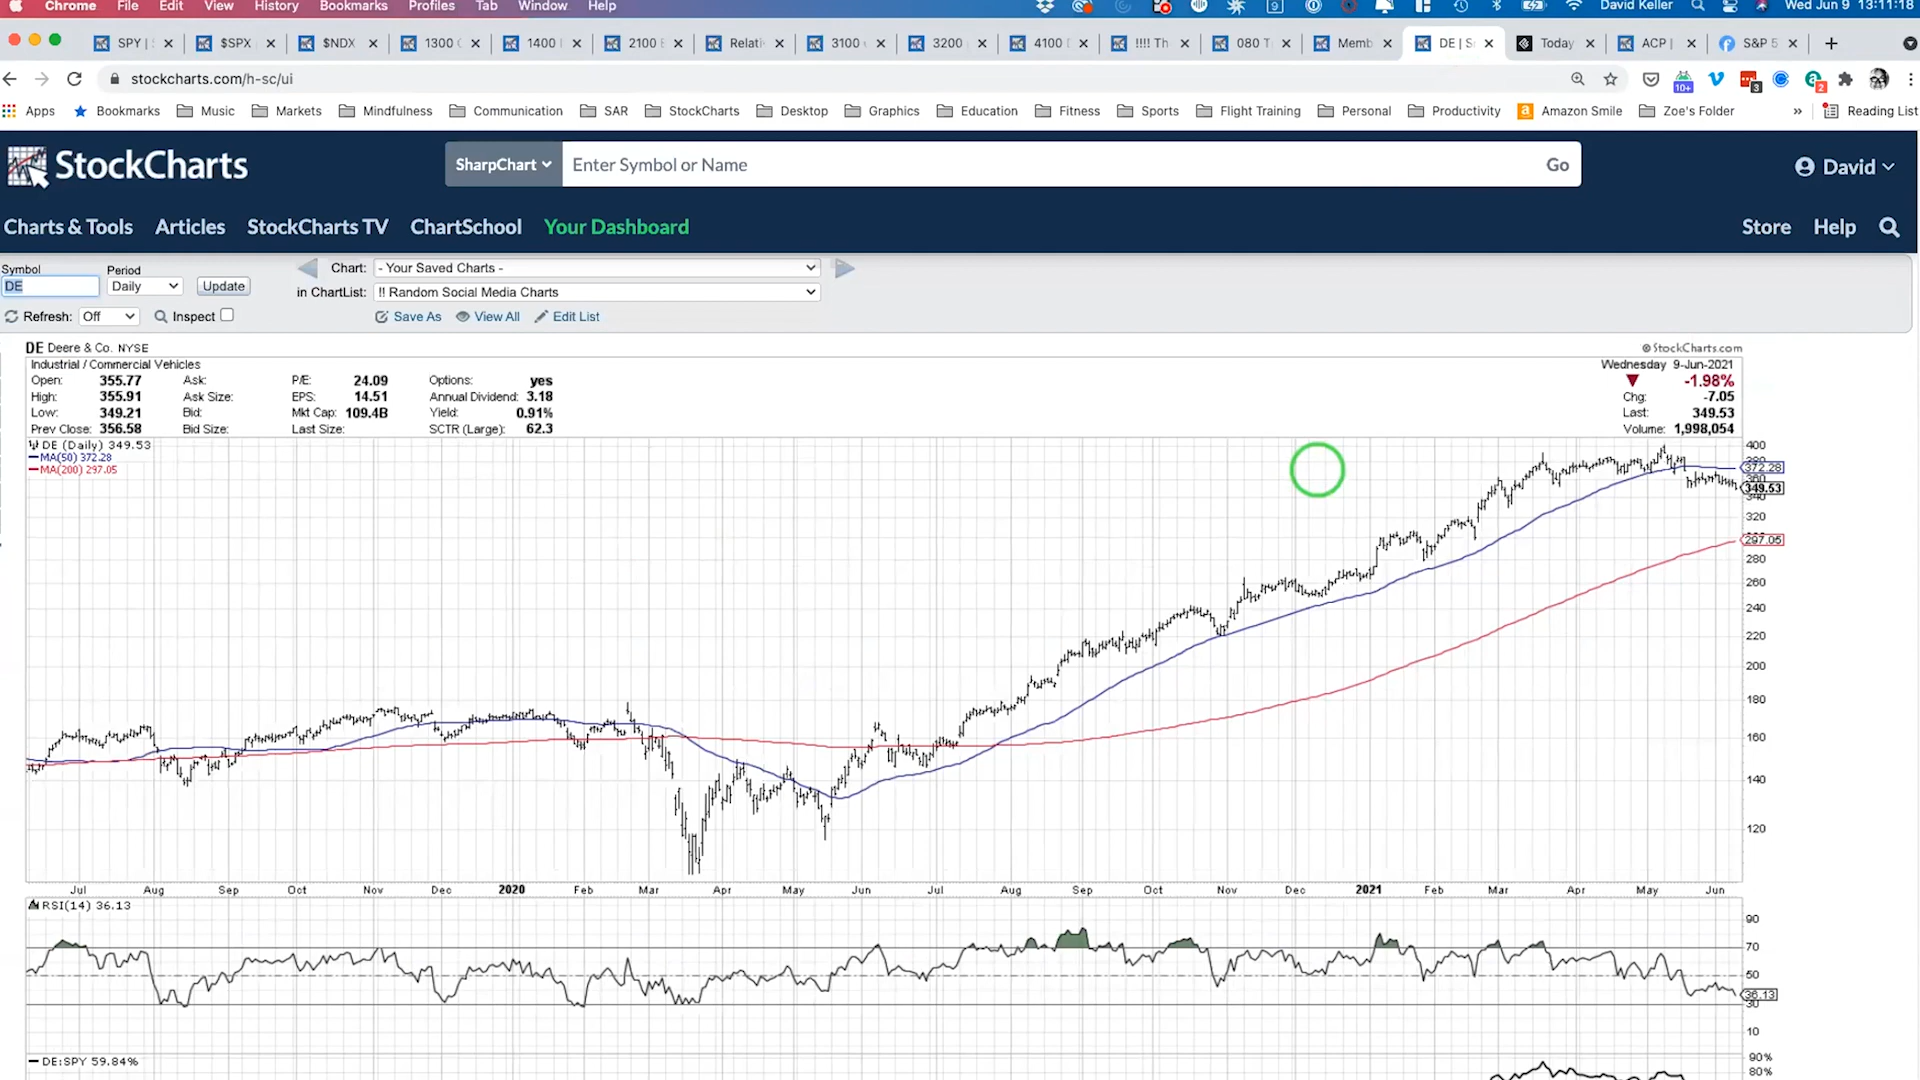 Chrome File Edit View History Bookmarks Profiles Tab Window Help David Keller Wed Jun 9 13:11:18
SPY | $SPX $NDX 1300 1400 2100 Relati 3100 3200 4100 !!!! Th 080 T Memb DE | S Today ACP | S&P 5
stockcharts.com/h-sc/ui
Apps Bookmarks Music Markets Mindfulness Communication SAR StockCharts Desktop Graphics Education Fitness Sports Flight Training Personal Productivity Amazon Smile Zoe's Folder » Reading List
StockCharts SharpChart Enter Symbol or Name Go David
Charts & Tools Articles StockCharts TV ChartSchool Your Dashboard Store Help
Symbol Period Chart: - Your Saved Charts -
DE Daily Update in ChartList: !! Random Social Media Charts
Refresh: Off Inspect Save As View All Edit List
DE Deere & Co. NYSE © StockCharts.com
Industrial / Commercial Vehicles Wednesday 9-Jun-2021
Open: 355.77 Ask: P/E: 24.09 Options: yes -1.98%
High: 355.91 Ask Size: EPS: 14.51 Annual Dividend: 3.18 Chg: -7.05
Low: 349.21 Bid: Mkt Cap: 109.4B Yield: 0.91% Last: 349.53
Prev Close: 356.58 Bid Size: Last Size: SCTR (Large): 62.3 Volume: 1,998,054
DE (Daily) 349.53
MA(50) 372.28
MA(200) 297.05
400
380
372.28
360
349.53
340
320
297.05
280
260
240
220
200
180
160
140
120
Jul Aug Sep Oct Nov Dec 2020 Feb Mar Apr May Jun Jul Aug Sep Oct Nov Dec 2021 Feb Mar Apr May Jun
RSI(14) 36.13
90
70
50
36.13
30
10
DE:SPY 59.84%
90%
80%